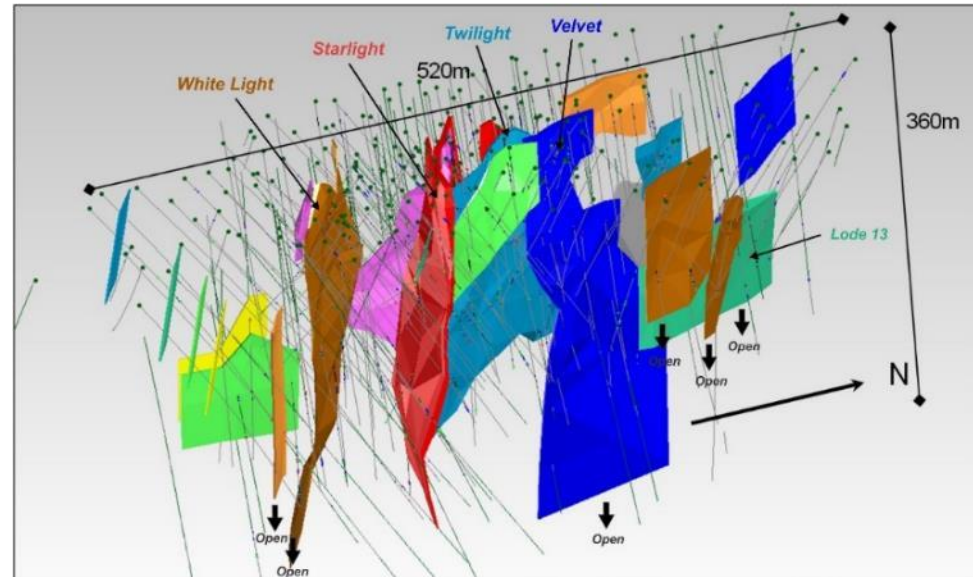 Twilight
Velvet
Starlight
520m
White Light
360m
Lode 13
Open
Open
Open
N
Open
Open
Open